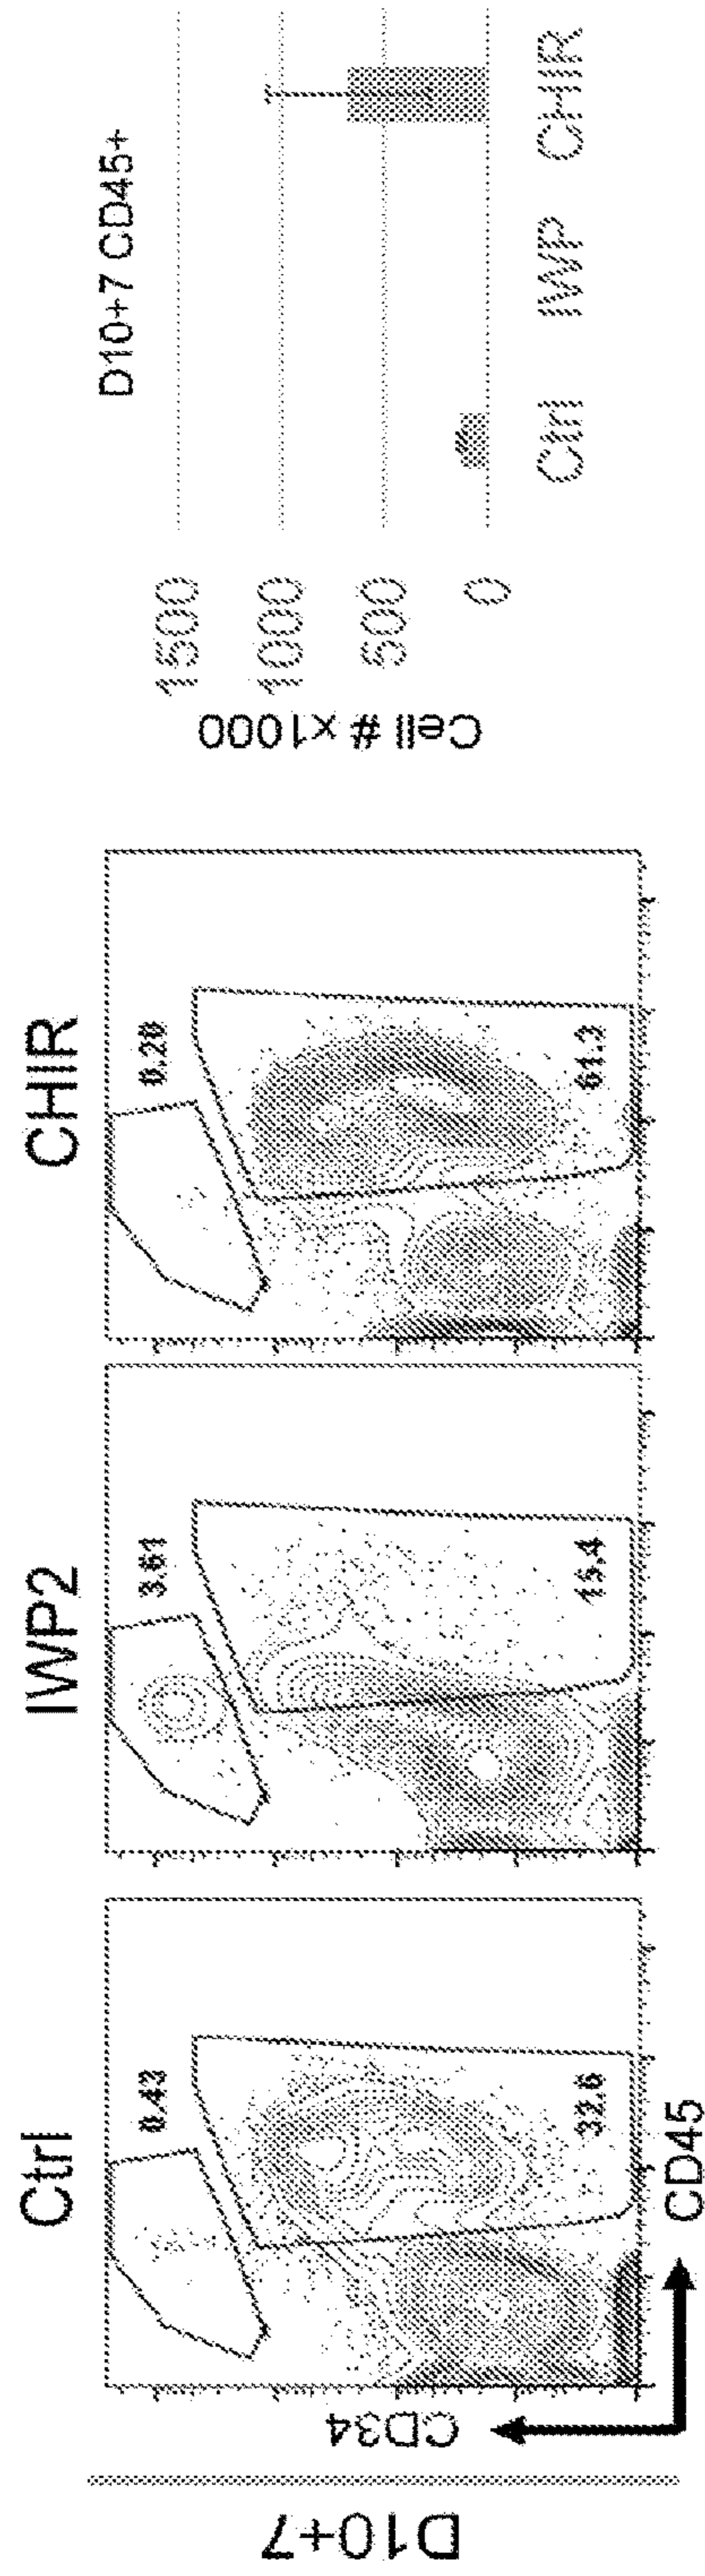 D10+7
CD34
CD45
Ctrl
0.43
32.6
IWP2
3.61
15.4
CHIR
0.20
61.3
D10+7 CD45+
Cell # x1000
1500
1000
500
0
Ctrl
IWP
CHIR